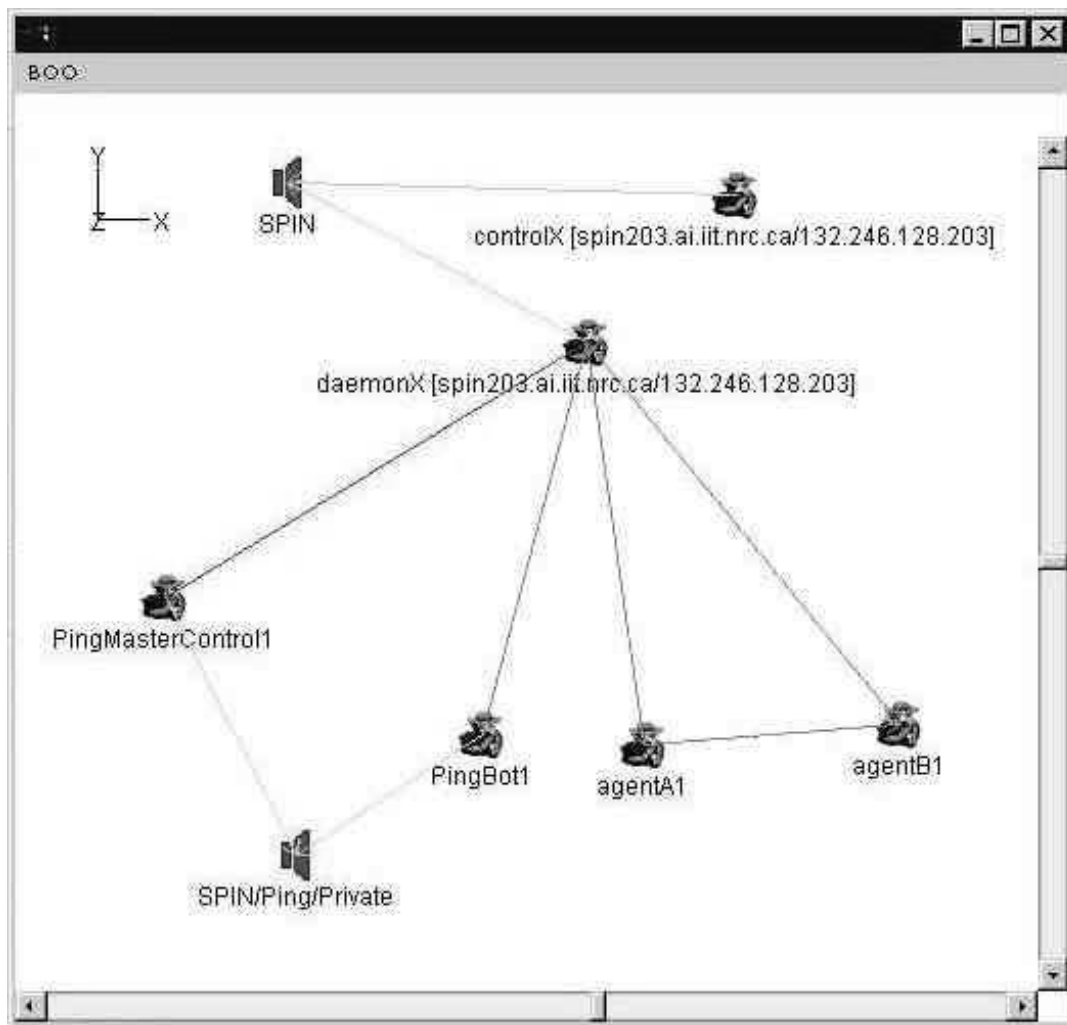 BOO
Y
Z X
SPIN
controlX [spin203.ai.iit.nrc.ca/132.246.128.203]
daemonX [spin203.ai.iit.nrc.ca/132.246.128.203]
PingMasterControl1
PingBot1
agentA1
agentB1
SPIN/Ping/Private